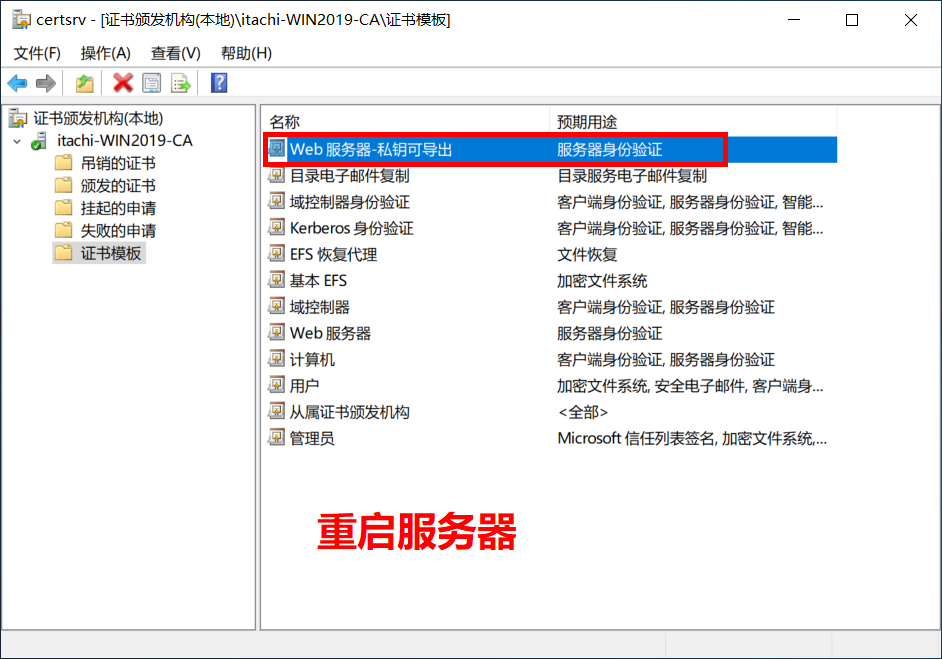 certsrv - [证书颁发机构(本地)\itachi-WIN2019-CA\证书模板]
文件(F) 操作(A) 查看(V) 帮助(H)
证书颁发机构(本地)
itachi-WIN2019-CA
吊销的证书
颁发的证书
挂起的申请
失败的申请
证书模板
名称 预期用途
Web 服务器-私钥可导出 服务器身份验证
目录电子邮件复制 目录服务电子邮件复制
域控制器身份验证 客户端身份验证, 服务器身份验证, 智能...
Kerberos 身份验证 客户端身份验证, 服务器身份验证, 智能...
EFS 恢复代理 文件恢复
基本 EFS 加密文件系统
域控制器 客户端身份验证, 服务器身份验证
Web 服务器 服务器身份验证
计算机 客户端身份验证, 服务器身份验证
用户 加密文件系统, 安全电子邮件, 客户端身...
从属证书颁发机构 <全部>
管理员 Microsoft 信任列表签名, 加密文件系统,...
重启服务器